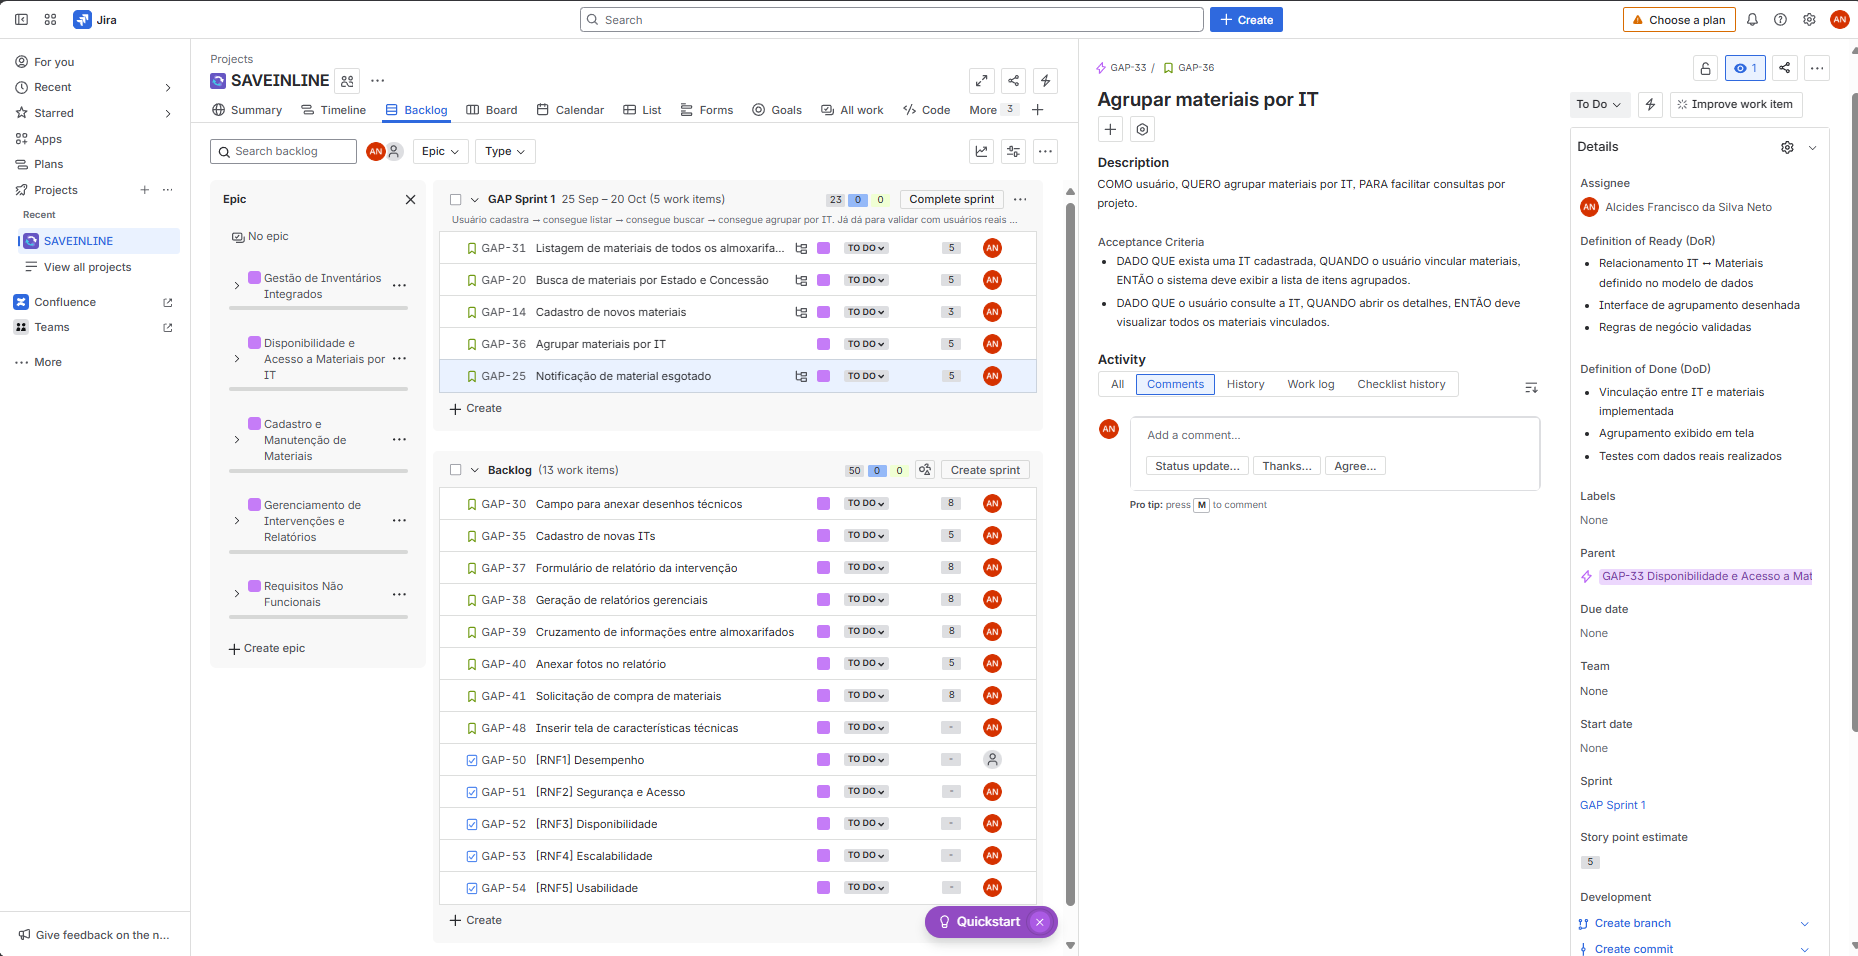 Jira
Search
Create
Choose a plan
AN
For you
Recent
Starred
Apps
Plans
Projects
Recent
SAVEINLINE
View all projects
Confluence
Teams
More
Give feedback on the n...
Projects
SAVEINLINE
Summary
Timeline
Backlog
Board
Calendar
List
Forms
Goals
All work
Code
More 3
Search backlog
AN
Epic
Type
Epic
No epic
Gestão de Inventários
Integrados
Disponibilidade e
Acesso a Materiais por
IT
Cadastro e
Manutenção de
Materiais
Gerenciamento de
Intervenções e
Relatórios
Requisitos Não
Funcionais
Create epic
GAP Sprint 1 25 Sep – 20 Oct (5 work items) 23 0 0 Complete sprint
Usuário cadastra → consegue listar → consegue buscar → consegue agrupar por IT. Já dá para validar com usuários reais ...
GAP-31 Listagem de materiais de todos os almoxarifa... TO DO 5 AN
GAP-20 Busca de materiais por Estado e Concessão TO DO 5 AN
GAP-14 Cadastro de novos materiais TO DO 3 AN
GAP-36 Agrupar materiais por IT TO DO 5 AN
GAP-25 Notificação de material esgotado TO DO 5 AN
Create
Backlog (13 work items) 50 0 0 Create sprint
GAP-30 Campo para anexar desenhos técnicos TO DO 8 AN
GAP-35 Cadastro de novas ITs TO DO 5 AN
GAP-37 Formulário de relatório da intervenção TO DO 8 AN
GAP-38 Geração de relatórios gerenciais TO DO 8 AN
GAP-39 Cruzamento de informações entre almoxarifados TO DO 8 AN
GAP-40 Anexar fotos no relatório TO DO 5 AN
GAP-41 Solicitação de compra de materiais TO DO 8 AN
GAP-48 Inserir tela de características técnicas TO DO - AN
GAP-50 [RNF1] Desempenho TO DO -
GAP-51 [RNF2] Segurança e Acesso TO DO - AN
GAP-52 [RNF3] Disponibilidade TO DO - AN
GAP-53 [RNF4] Escalabilidade TO DO - AN
GAP-54 [RNF5] Usabilidade TO DO - AN
Create
Quickstart
GAP-33 / GAP-36
1
Agrupar materiais por IT
Description
COMO usuário, QUERO agrupar materiais por IT, PARA facilitar consultas por
projeto.
Acceptance Criteria
• DADO QUE exista uma IT cadastrada, QUANDO o usuário vincular materiais,
ENTÃO o sistema deve exibir a lista de itens agrupados.
• DADO QUE o usuário consulte a IT, QUANDO abrir os detalhes, ENTÃO deve
visualizar todos os materiais vinculados.
Activity
All
Comments
History
Work log
Checklist history
AN
Add a comment...
Status update...
Thanks...
Agree...
Pro tip: press M to comment
To Do
Improve work item
Details
Assignee
AN Alcides Francisco da Silva Neto
Definition of Ready (DoR)
• Relacionamento IT ↔ Materiais
definido no modelo de dados
• Interface de agrupamento desenhada
• Regras de negócio validadas
Definition of Done (DoD)
• Vinculação entre IT e materiais
implementada
• Agrupamento exibido em tela
• Testes com dados reais realizados
Labels
None
Parent
GAP-33 Disponibilidade e Acesso a Mat
Due date
None
Team
None
Start date
None
Sprint
GAP Sprint 1
Story point estimate
5
Development
Create branch
Create commit